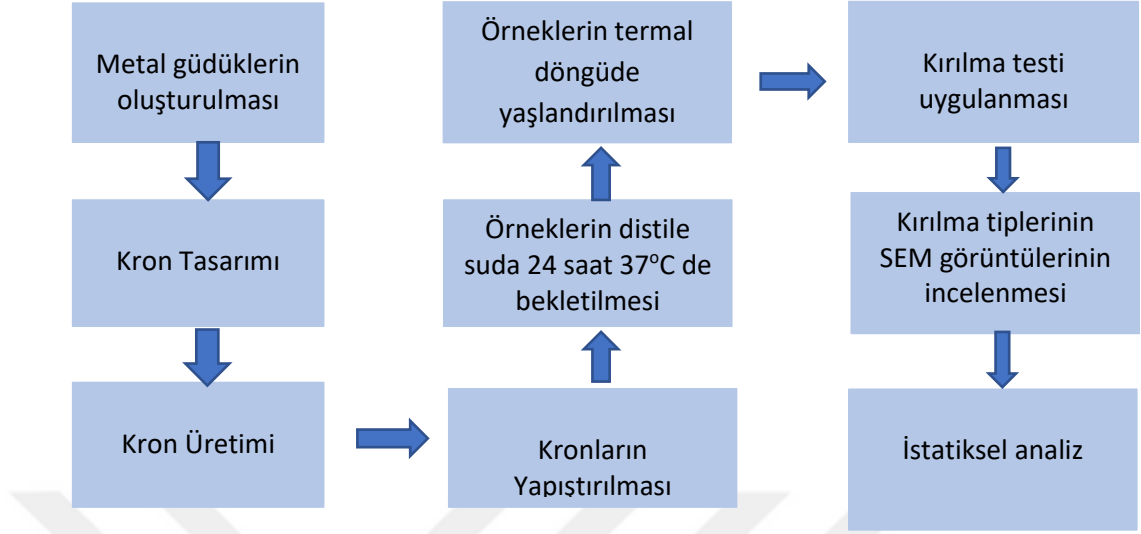 Metal güdüklerin
oluşturulması
Kron Tasarımı
Kron Üretimi
Kronların
Yapıştırılması
Örneklerin distile
suda 24 saat 37°C de
bekletilmesi
Örneklerin termal
döngüde
yaşlandırılması
Kırılma testi
uygulanması
Kırılma tiplerinin
SEM görüntülerinin
incelenmesi
İstatiksel analiz